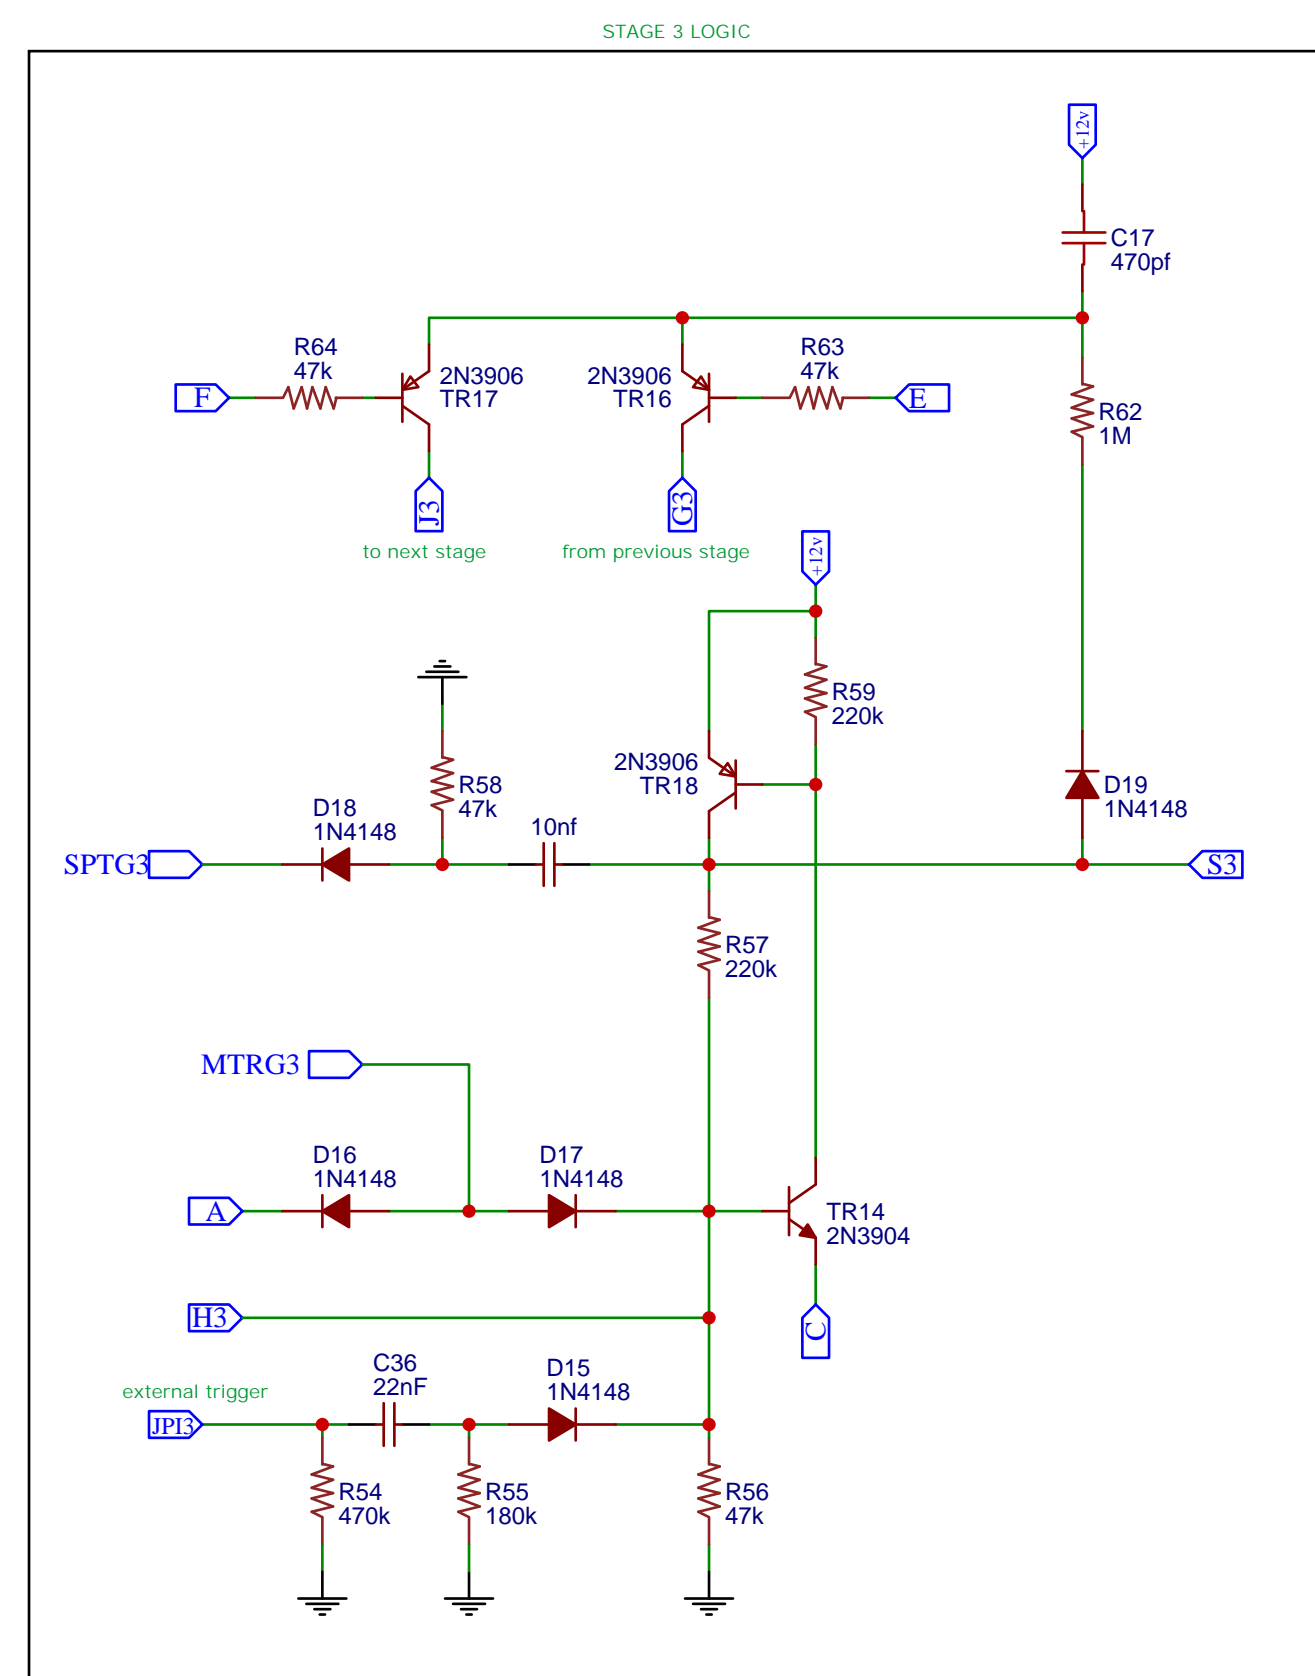 STAGE 3 LOGIC
+12v
C17
470pf
R64
47k
2N3906
TR17
2N3906
TR16
R63
47k
F
E
R62
1M
J3
G3
to next stage
from previous stage
+12v
R59
220k
2N3906
TR18
R58
47k
D19
1N4148
D18
1N4148
10nf
SPTG3
S3
R57
220k
MTRG3
D16
1N4148
D17
1N4148
A
TR14
2N3904
H3
C
C36
22nF
D15
1N4148
external trigger
JPI3
R54
470k
R55
180k
R56
47k